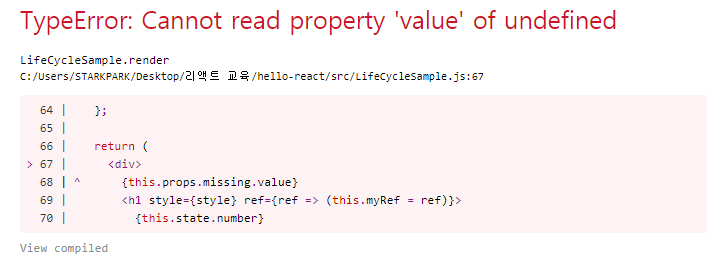 TypeError: Cannot read property 'value' of undefined
LifeCycleSample.render
C:/Users/STARKPARK/Desktop/리액트 교육/hello-react/src/LifeCycleSample.js:67
64 | };
65 |
66 | return (
> 67 | <div>
68 | ^ {this.props.missing.value}
69 | <h1 style={style} ref={ref => (this.myRef = ref)}>
70 | {this.state.number}
View compiled